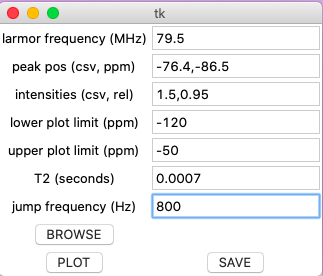 tk
larmor frequency (MHz) 79.5
peak pos (csv, ppm) -76.4,-86.5
intensities (csv, rel) 1.5,0.95
lower plot limit (ppm) -120
upper plot limit (ppm) -50
T2 (seconds) 0.0007
jump frequency (Hz) 800
BROWSE
PLOT SAVE